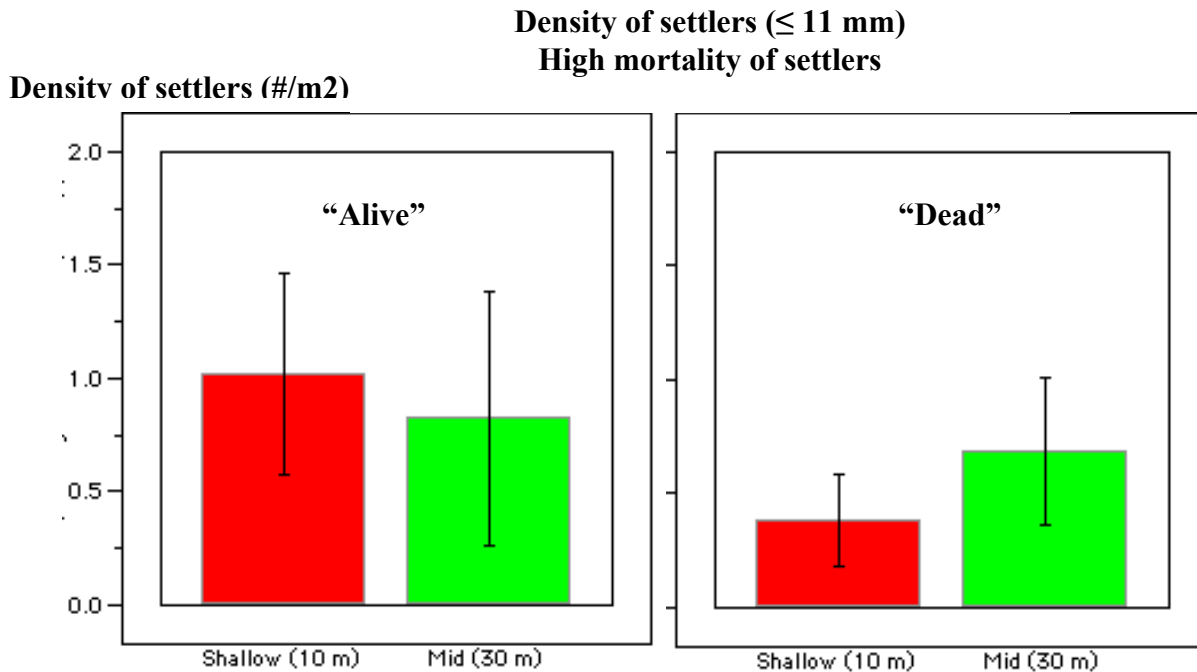 Density of settlers (≤ 11 mm)
High mortality of settlers
Density of settlers (#/m2)
2.0
"Alive"
"Dead"
1.5
1.0
0.5
0.0
Shallow (10 m) Mid (30 m)
Shallow (10 m) Mid (30 m)